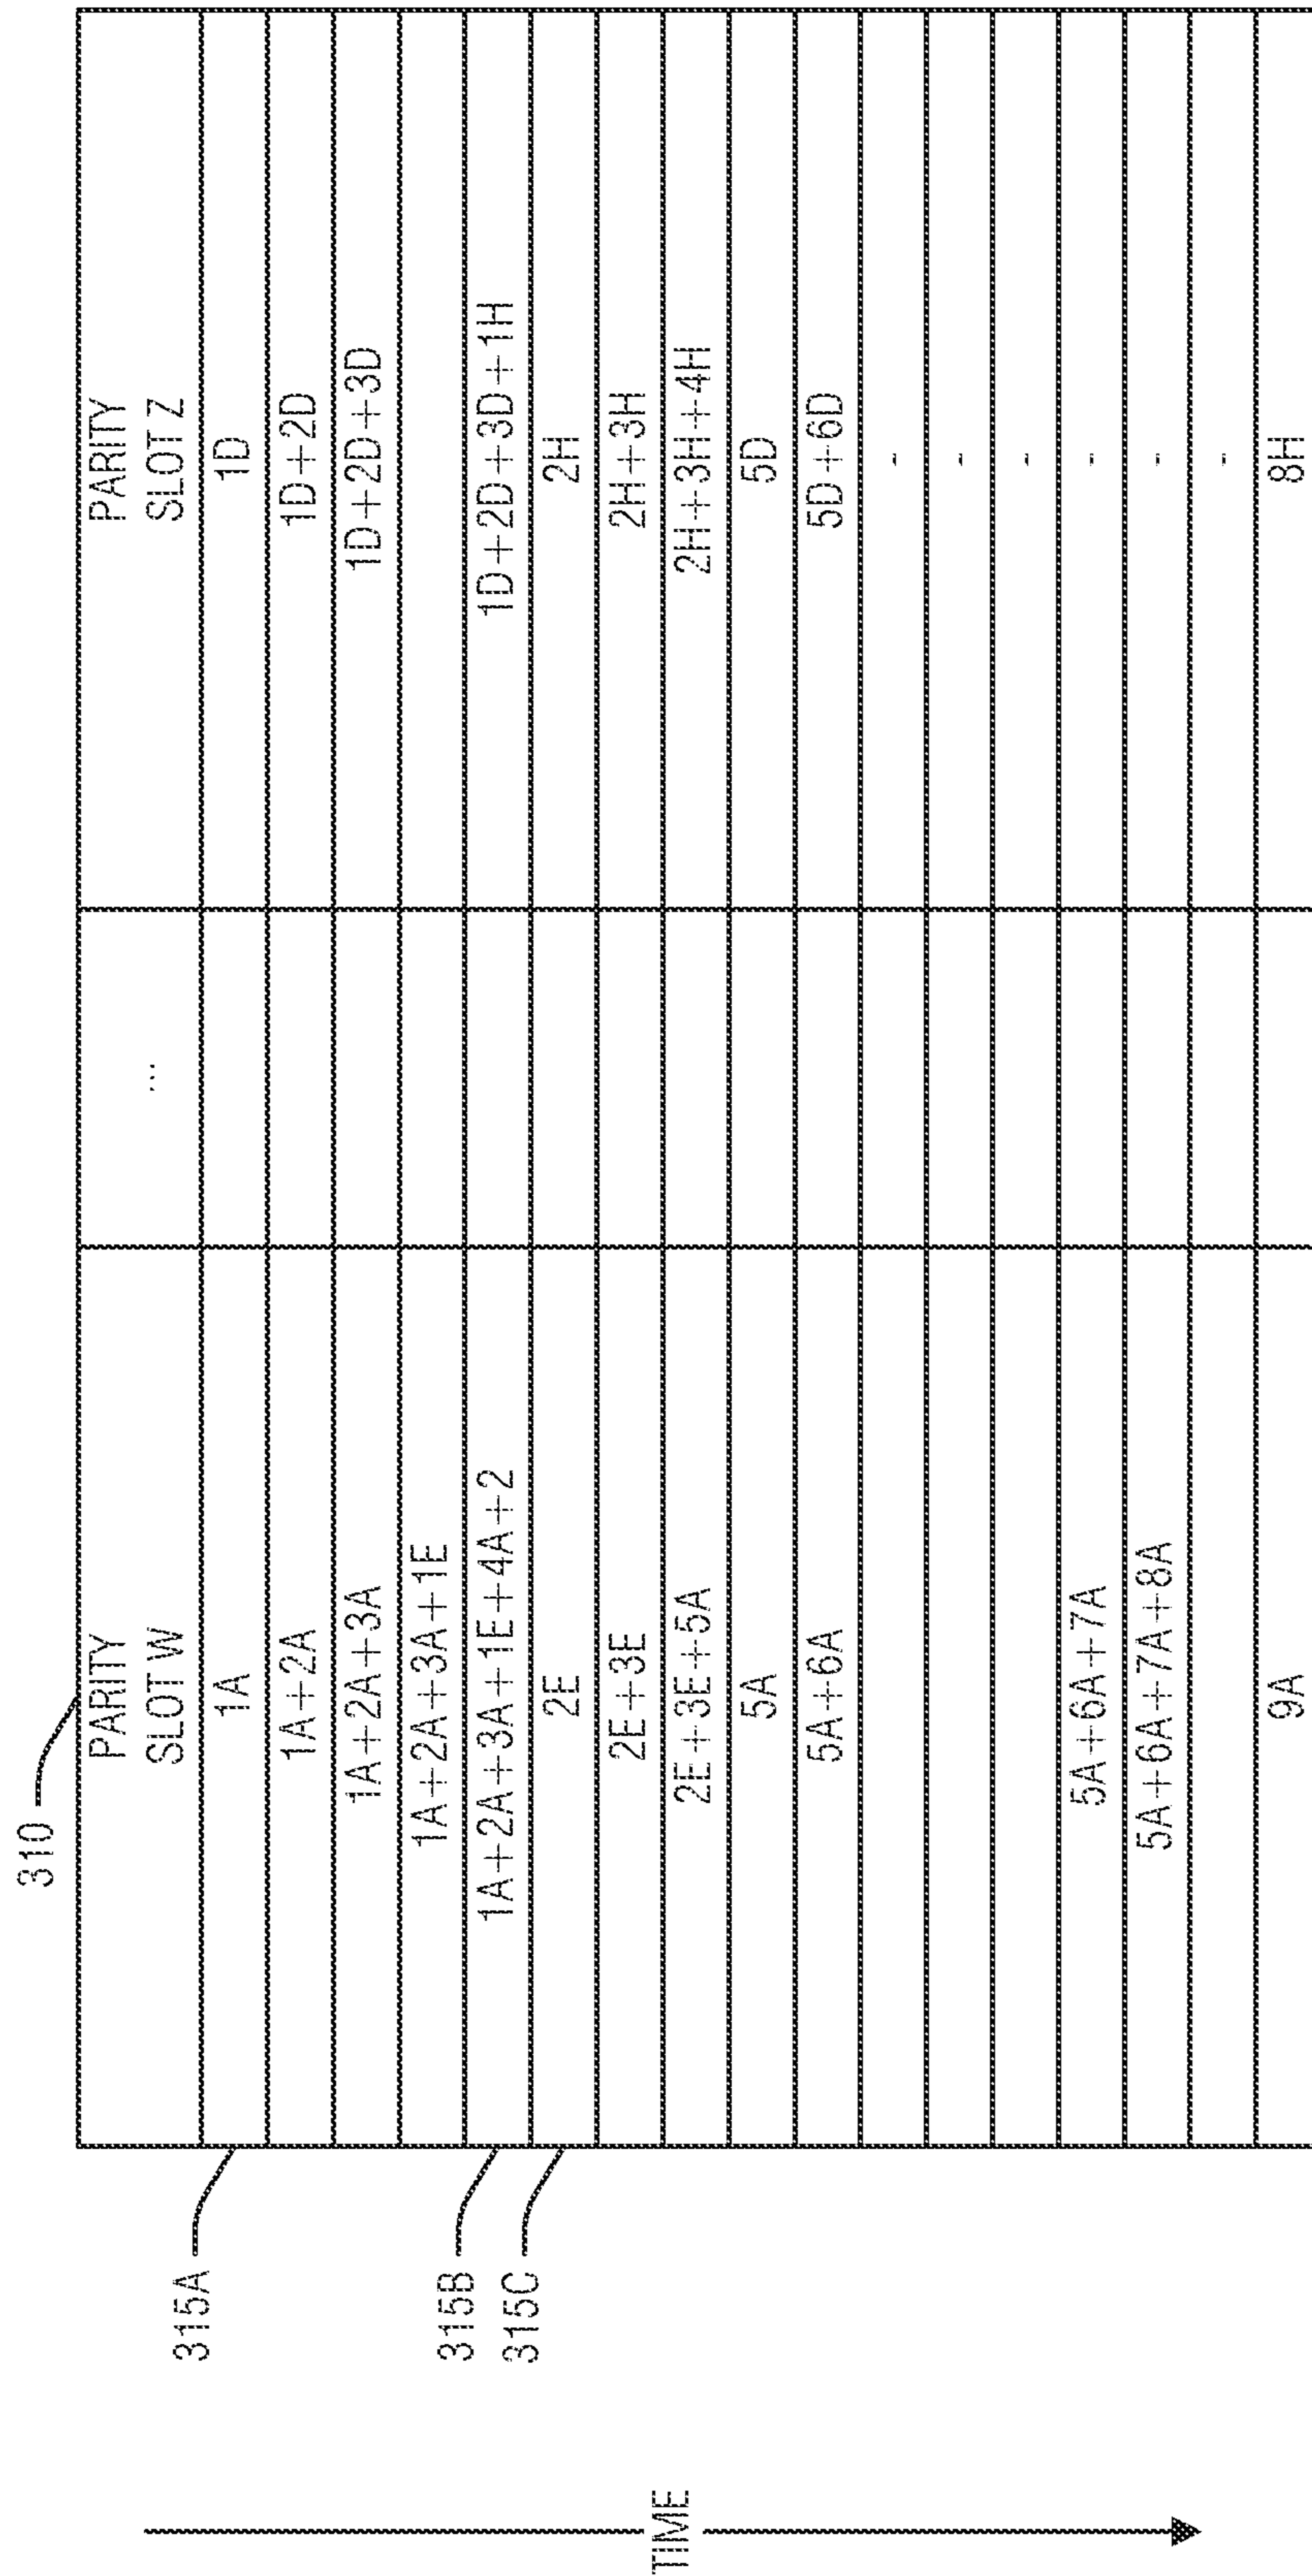 310
PARITY SLOT W ... PARITY SLOT Z
315A 1A 1D
1A+2A 1D+2D
1A+2A+3A 1D+2D+3D
1A+2A+3A+1E
315B 1A+2A+3A+1E+4A+2 1D+2D+3D+1H
315C 2E 2H
2E+3E 2H+3H
2E+3E+5A 2H+3H+4H
5A 5D
5A+6A 5D+6D
-
-
-
5A+6A+7A -
5A+6A+7A+8A -
-
9A 8H
TIME